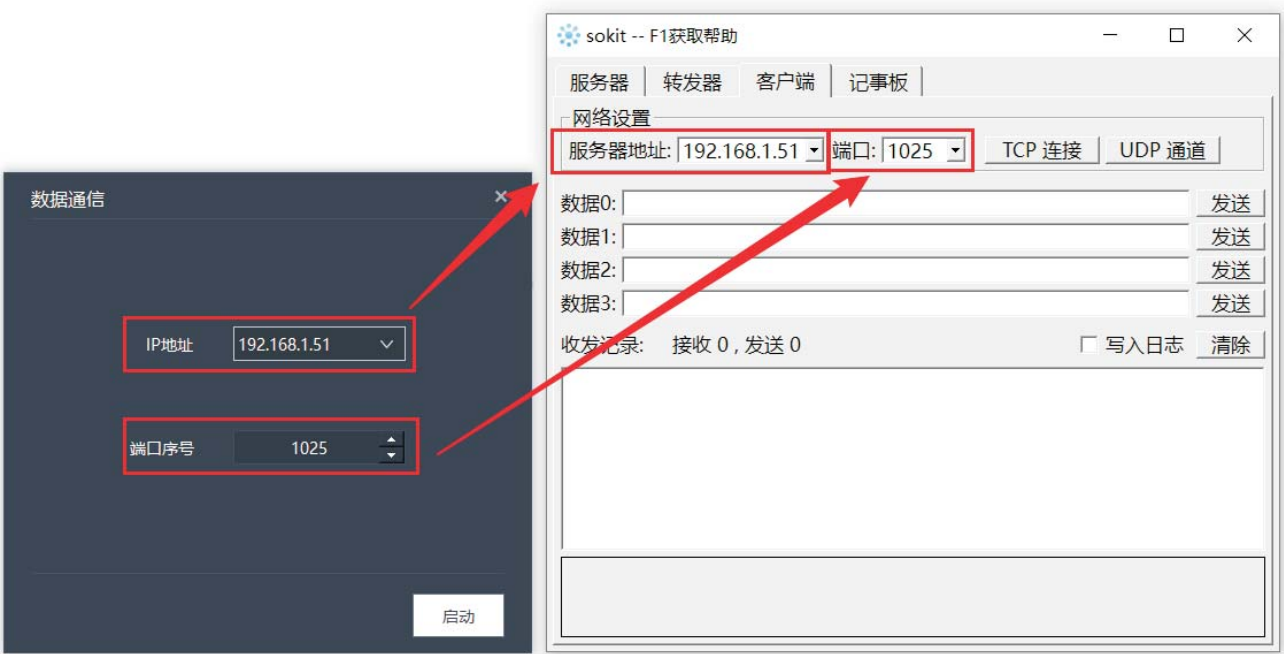 数据通信
IP地址 192.168.1.51
端口序号 1025
启动
sokit -- F1获取帮助
服务器 转发器 客户端 记事板
网络设置
服务器地址: 192.168.1.51 端口: 1025 TCP 连接 UDP 通道
数据0: 发送
数据1: 发送
数据2: 发送
数据3: 发送
收发记录: 接收 0 , 发送 0 写入日志 清除